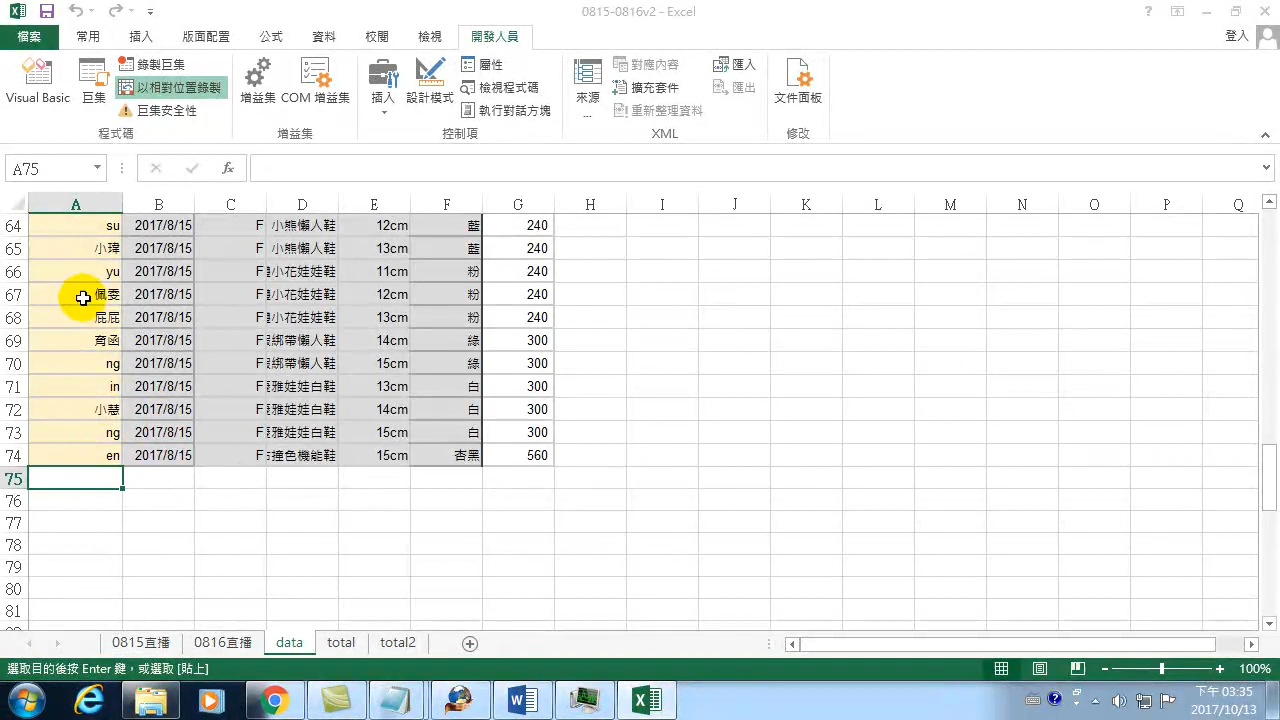 0815-0816v2 - Excel
檔案 常用 插入 版面配置 公式 資料 校閱 檢視 開發人員 登入
Visual Basic 巨集 錄製巨集 以相對位置錄製 巨集安全性 程式碼
增益集 COM 增益集 增益集
插入 設計模式 屬性 檢視程式碼 執行對話方塊 控制項
來源 ... 對應內容 擴充套件 重新整理資料 匯入 匯出 XML
文件面板 修改
A75 fx
A B C D E F G H I J K L M N O P Q
64 su 2017/8/15 F 小熊懶人鞋 12cm 藍 240
65 小瑋 2017/8/15 F 小熊懶人鞋 13cm 藍 240
66 yu 2017/8/15 F 小花娃娃鞋 11cm 粉 240
67 佩雯 2017/8/15 F 小花娃娃鞋 12cm 粉 240
68 屁屁 2017/8/15 F 小花娃娃鞋 13cm 粉 240
69 育函 2017/8/15 F 綁帶懶人鞋 14cm 綠 300
70 ng 2017/8/15 F 綁帶懶人鞋 15cm 綠 300
71 in 2017/8/15 F 雅娃娃白鞋 13cm 白 300
72 小慧 2017/8/15 F 雅娃娃白鞋 14cm 白 300
73 ng 2017/8/15 F 雅娃娃白鞋 15cm 白 300
74 en 2017/8/15 F 撞色機能鞋 15cm 杏黑 560
75
76
77
78
79
80
81
0815直播 0816直播 data total total2
選取目的後按 Enter 鍵，或選取 [貼上] 100%
下午 03:35
2017/10/13